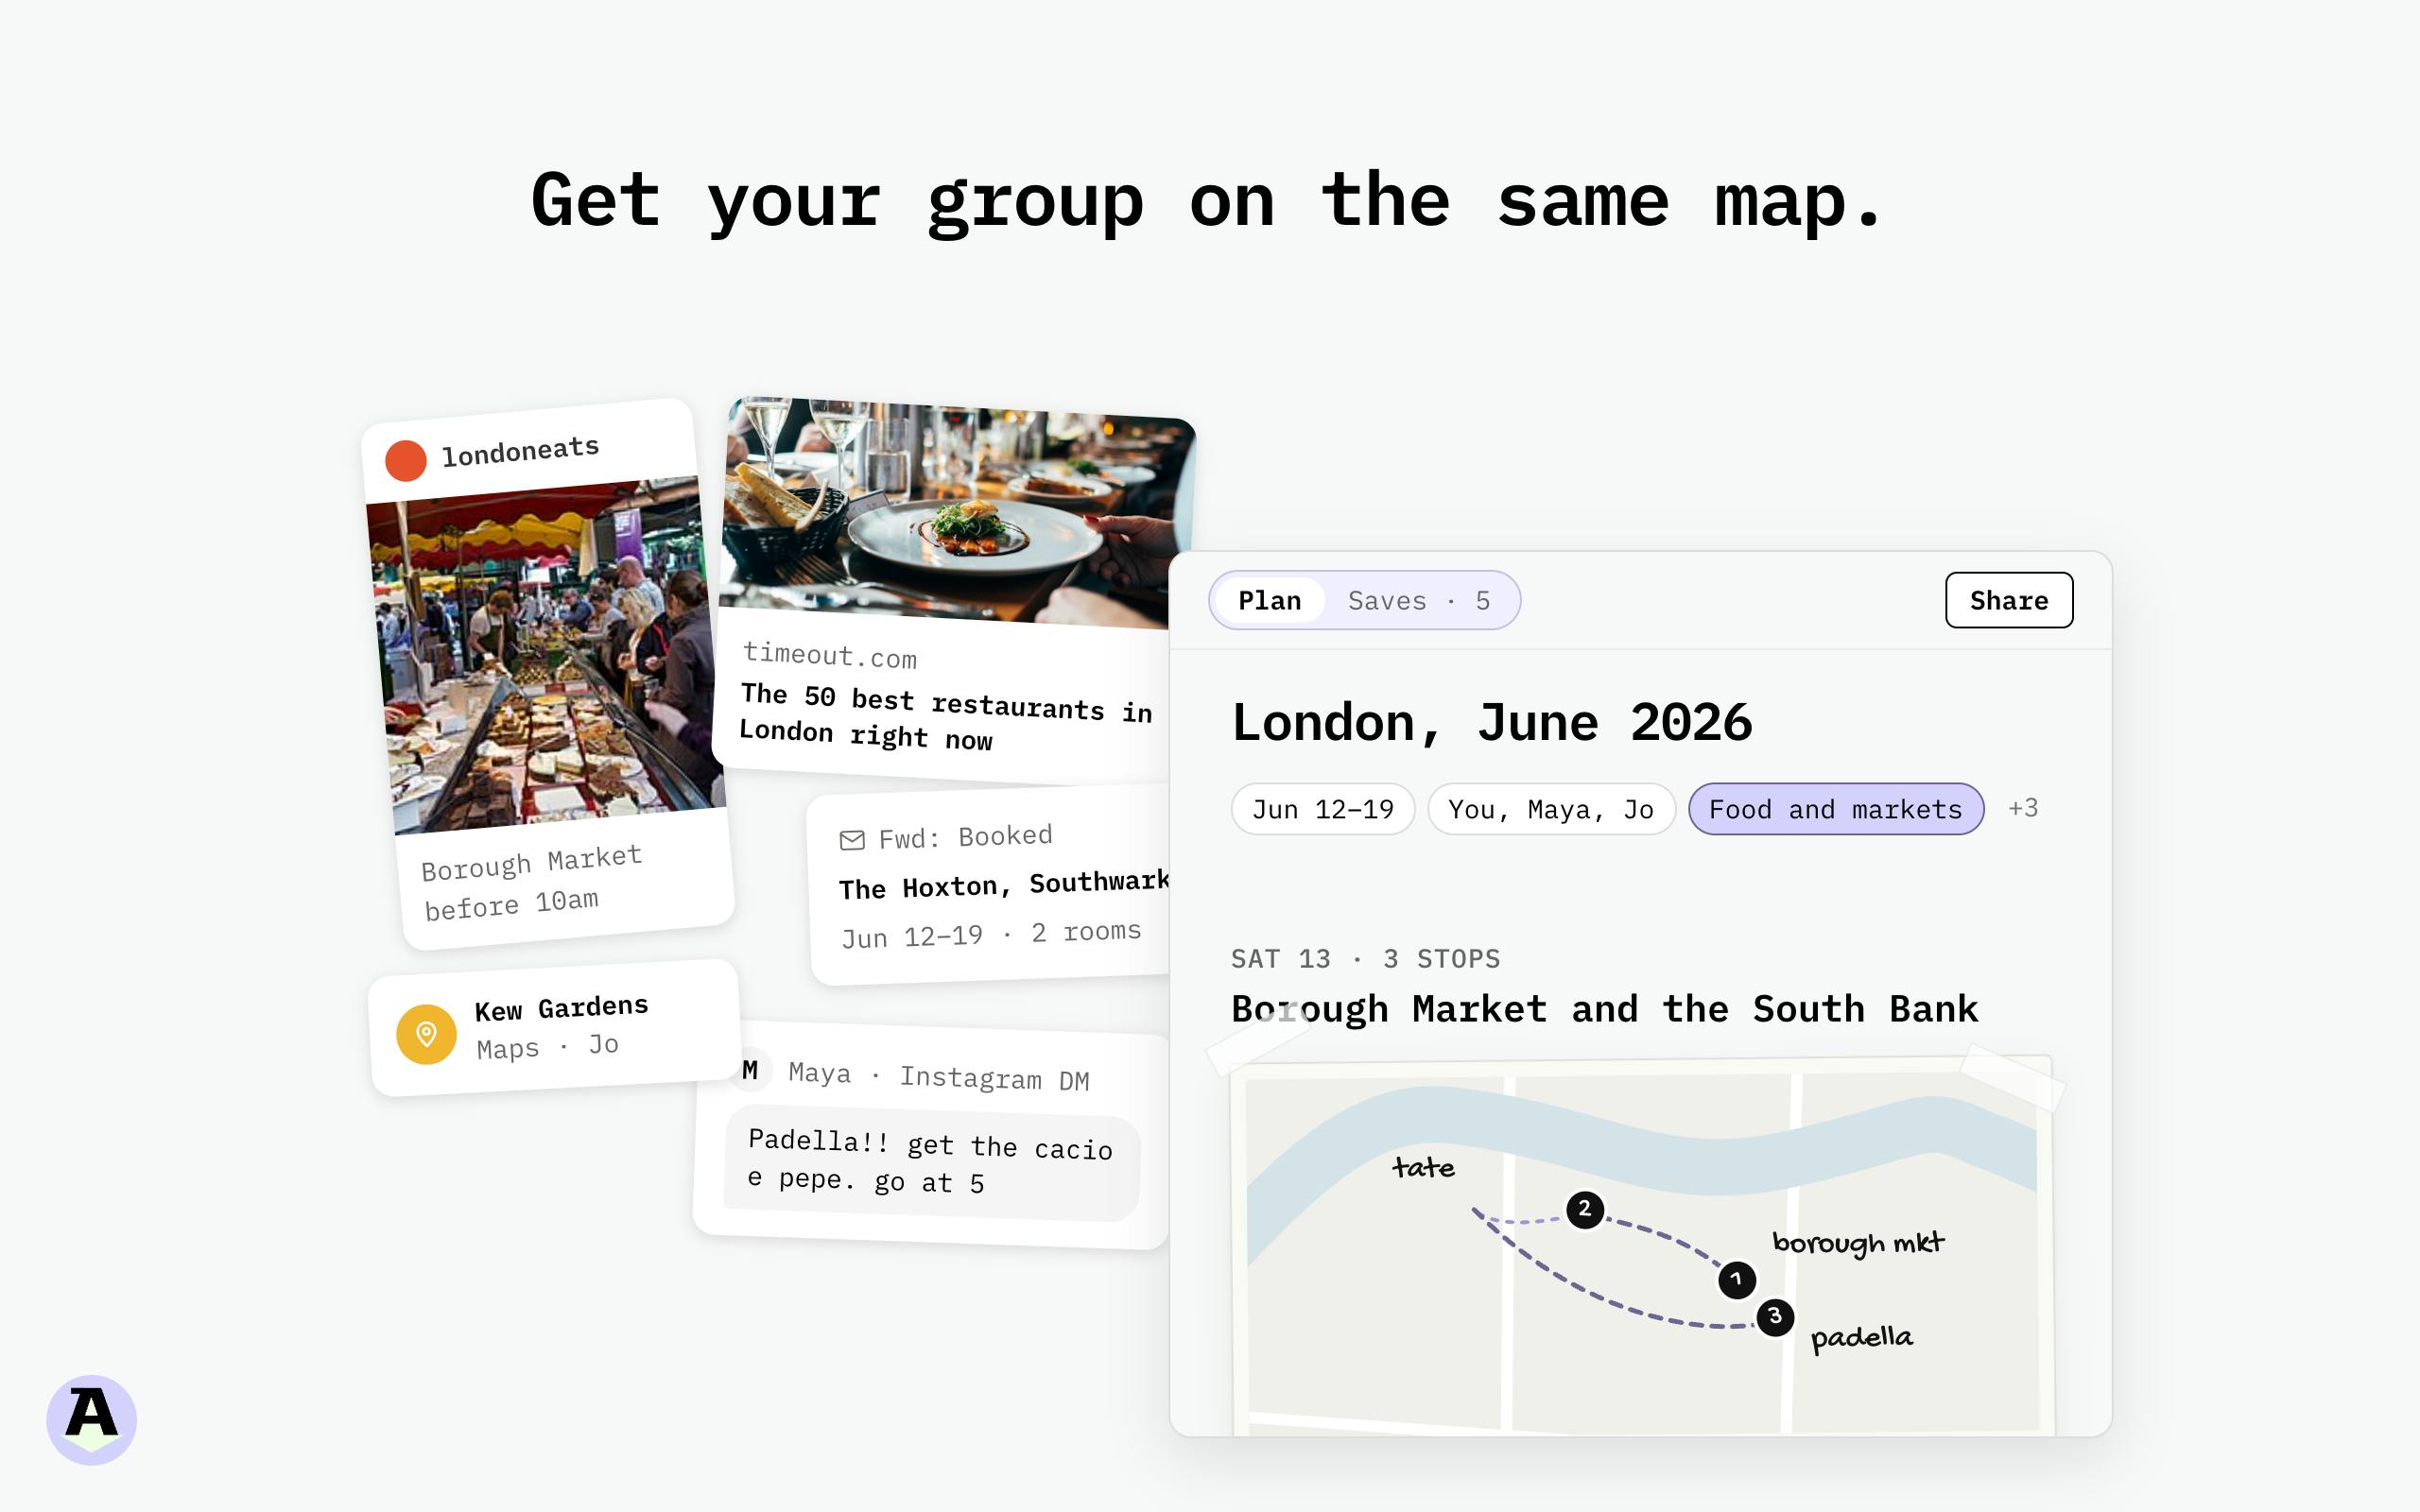 Get your group on the same map.
londoneats
Borough Market
before 10am
timeout.com
The 50 best restaurants in
London right now
Fwd: Booked
The Hoxton, Southwark
Jun 12–19 · 2 rooms
Kew Gardens
Maps · Jo
M Maya · Instagram DM
Padella!! get the cacio
e pepe. go at 5
Plan Saves · 5
Share
London, June 2026
Jun 12–19
You, Maya, Jo
Food and markets
+3
SAT 13 · 3 STOPS
Borough Market and the South Bank
tate
2
borough mkt
1
3
padella
A